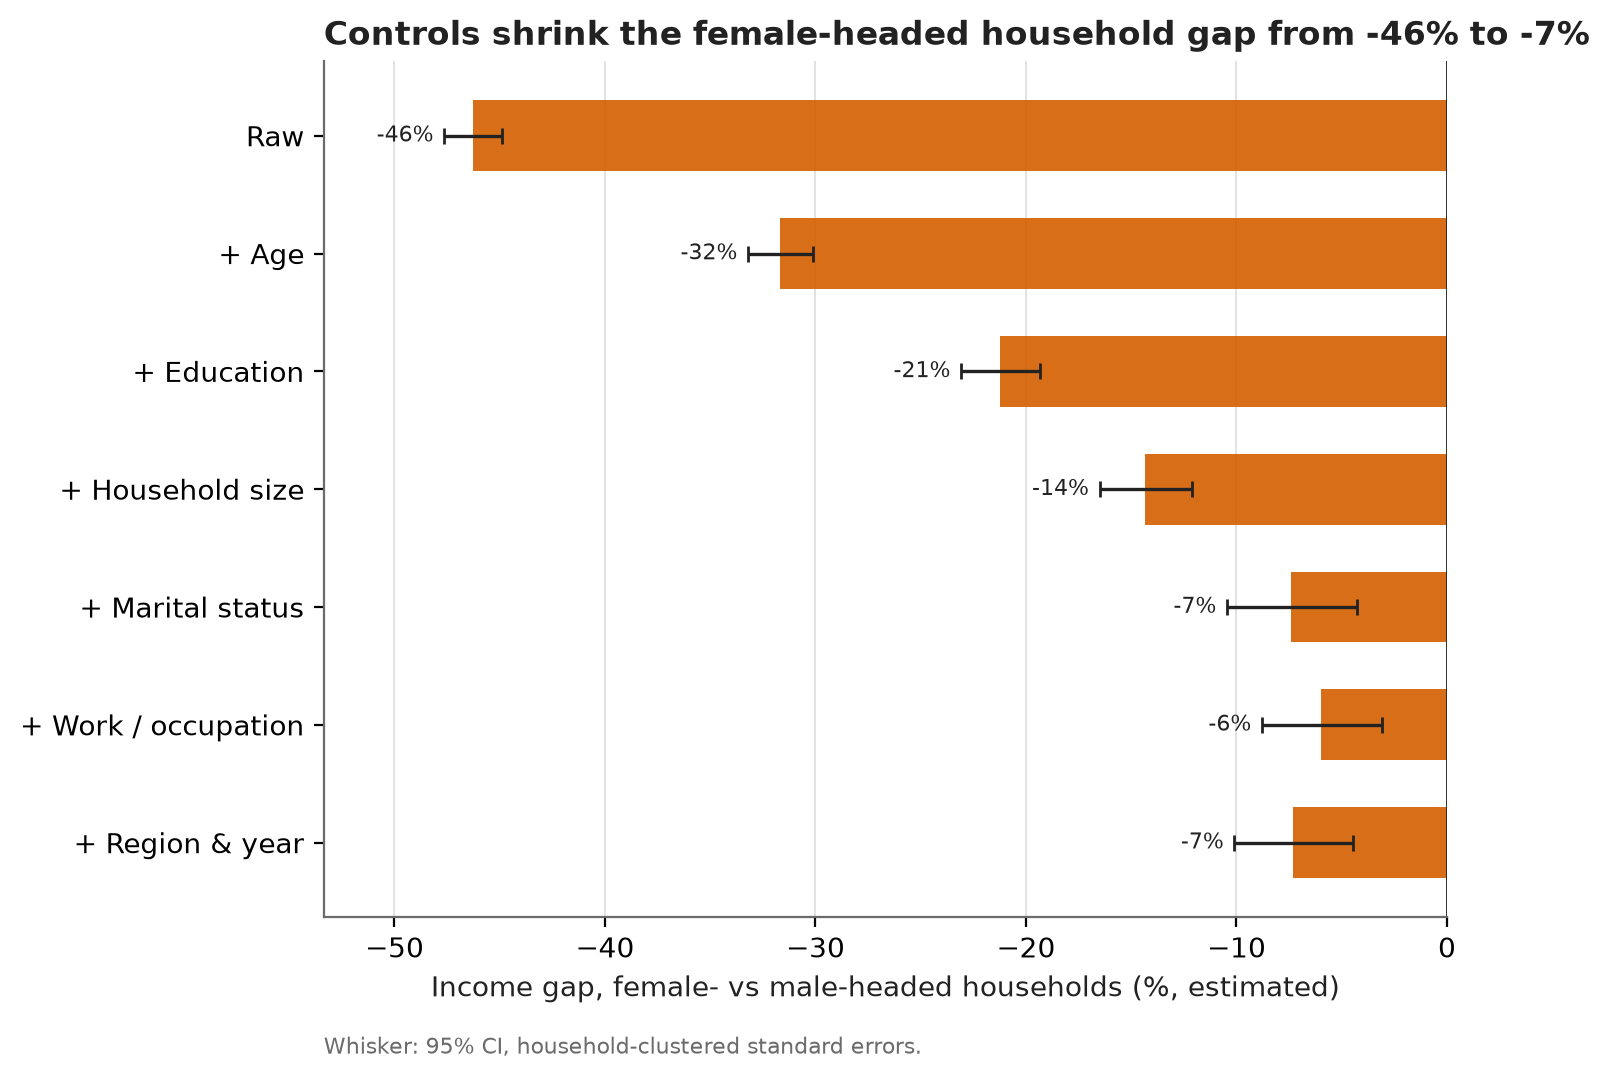 Controls shrink the female-headed household gap from -46% to -7%
Raw
-46%
+ Age
-32%
+ Education
-21%
+ Household size
-14%
+ Marital status
-7%
+ Work / occupation
-6%
+ Region & year
-7%
−50 −40 −30 −20 −10 0
Income gap, female- vs male-headed households (%, estimated)
Whisker: 95% CI, household-clustered standard errors.